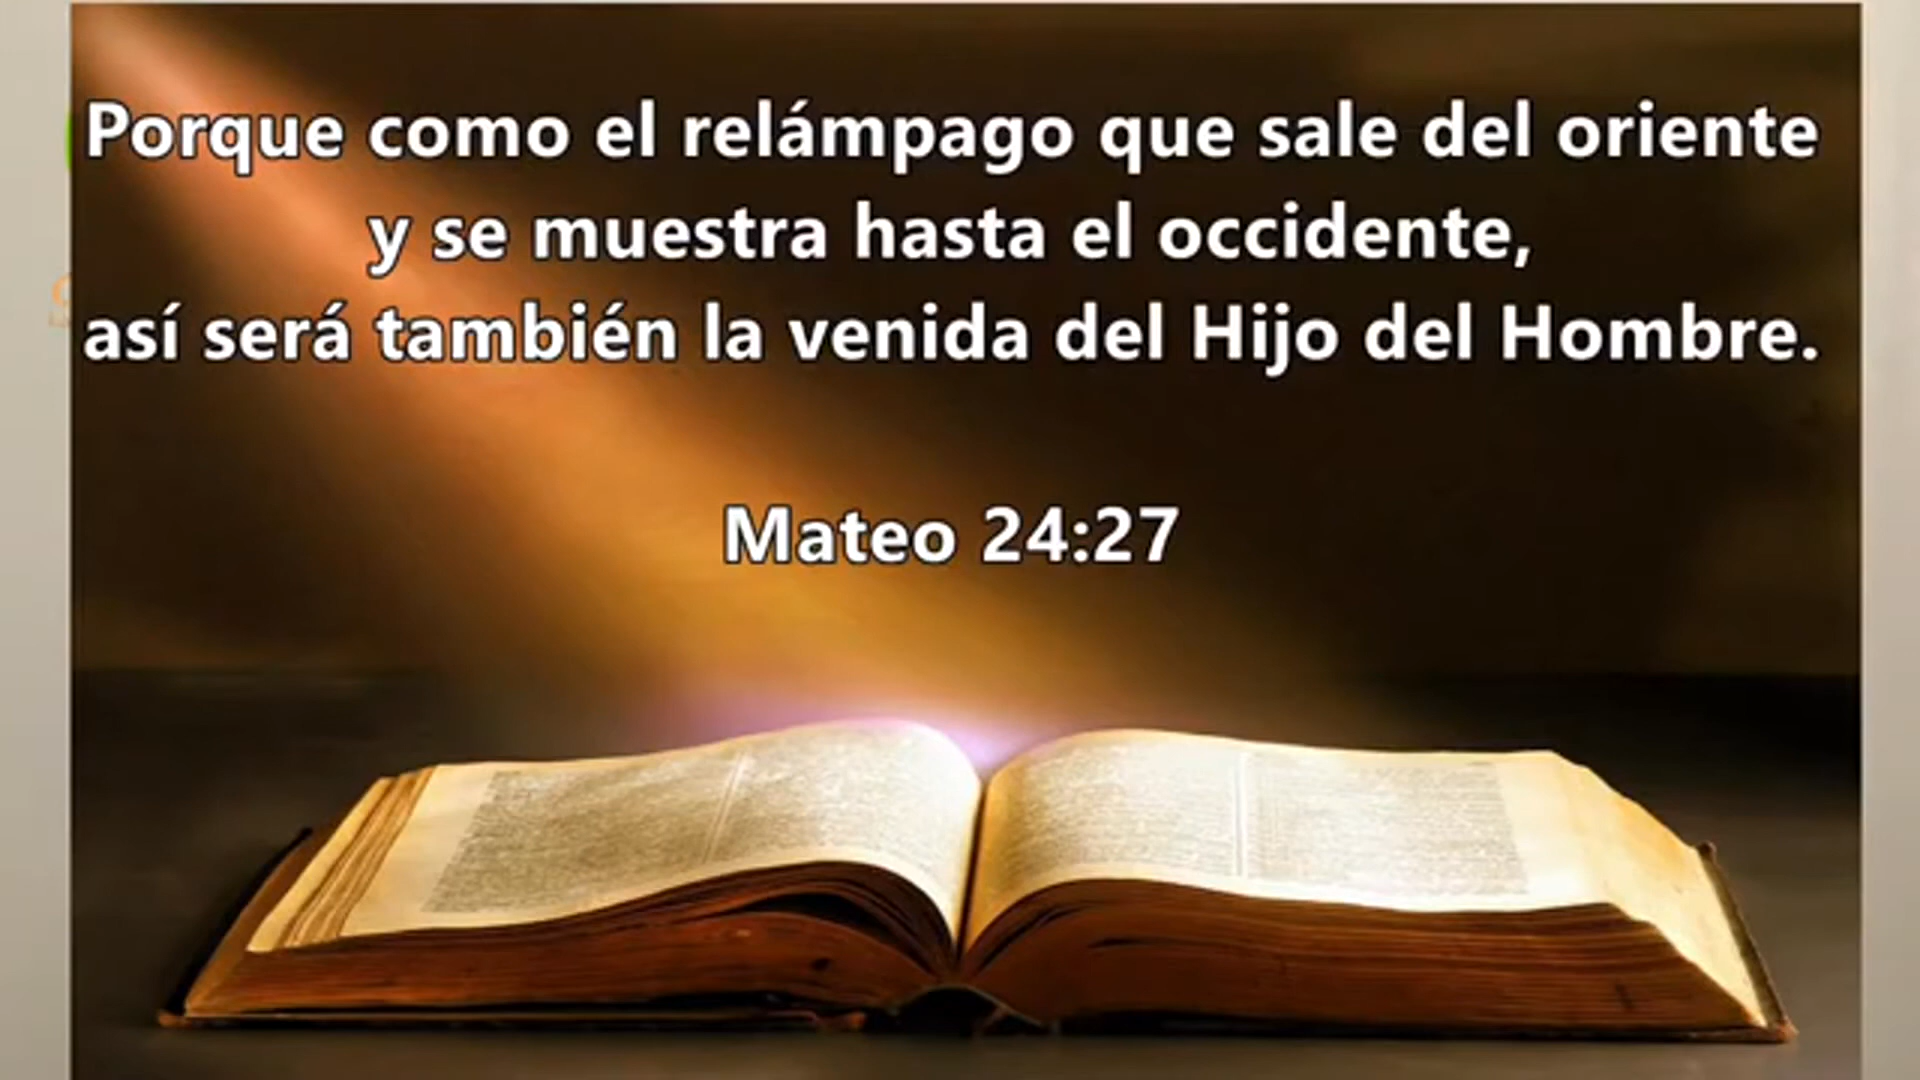 Porque como el relámpago que sale del oriente
y se muestra hasta el occidente,
así será también la venida del Hijo del Hombre.
Mateo 24:27